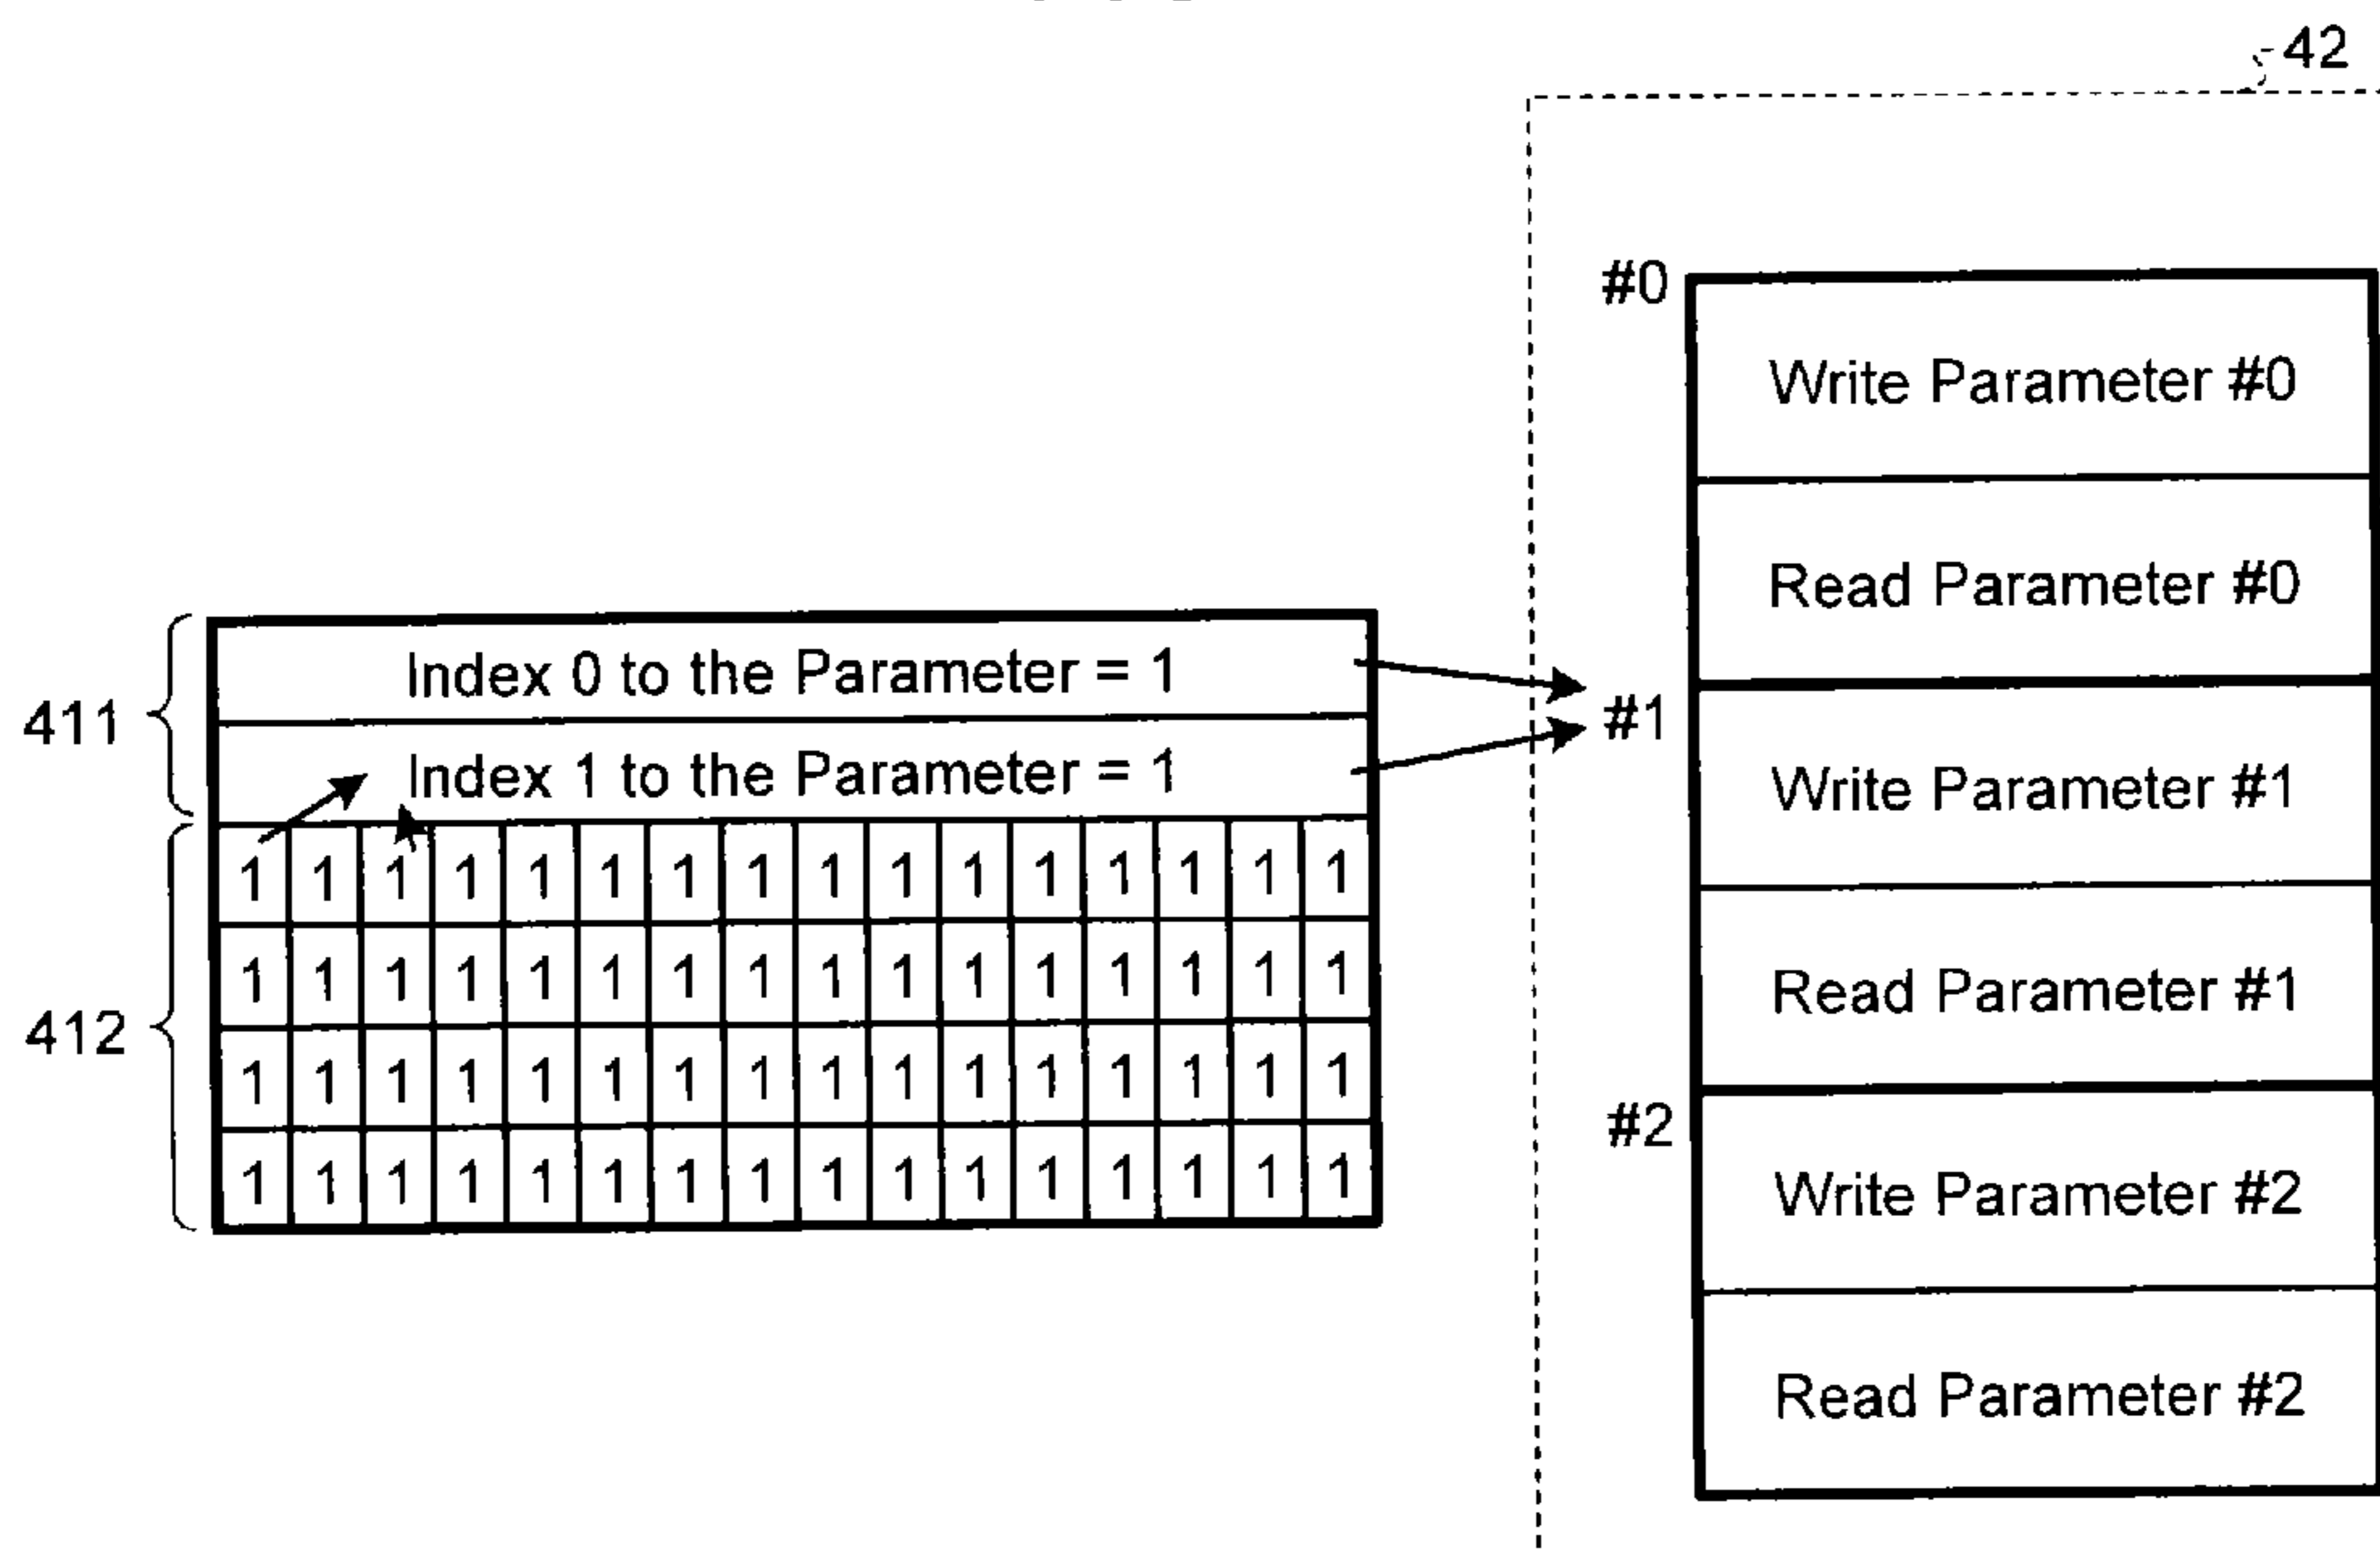 42
#0
Write Parameter #0
Read Parameter #0
411
Index 0 to the Parameter = 1
Index 1 to the Parameter = 1
#1
Write Parameter #1
412
1 1 1 1 1 1 1 1 1 1 1 1 1 1 1 1
1 1 1 1 1 1 1 1 1 1 1 1 1 1 1 1
1 1 1 1 1 1 1 1 1 1 1 1 1 1 1 1
1 1 1 1 1 1 1 1 1 1 1 1 1 1 1 1
Read Parameter #1
#2
Write Parameter #2
Read Parameter #2